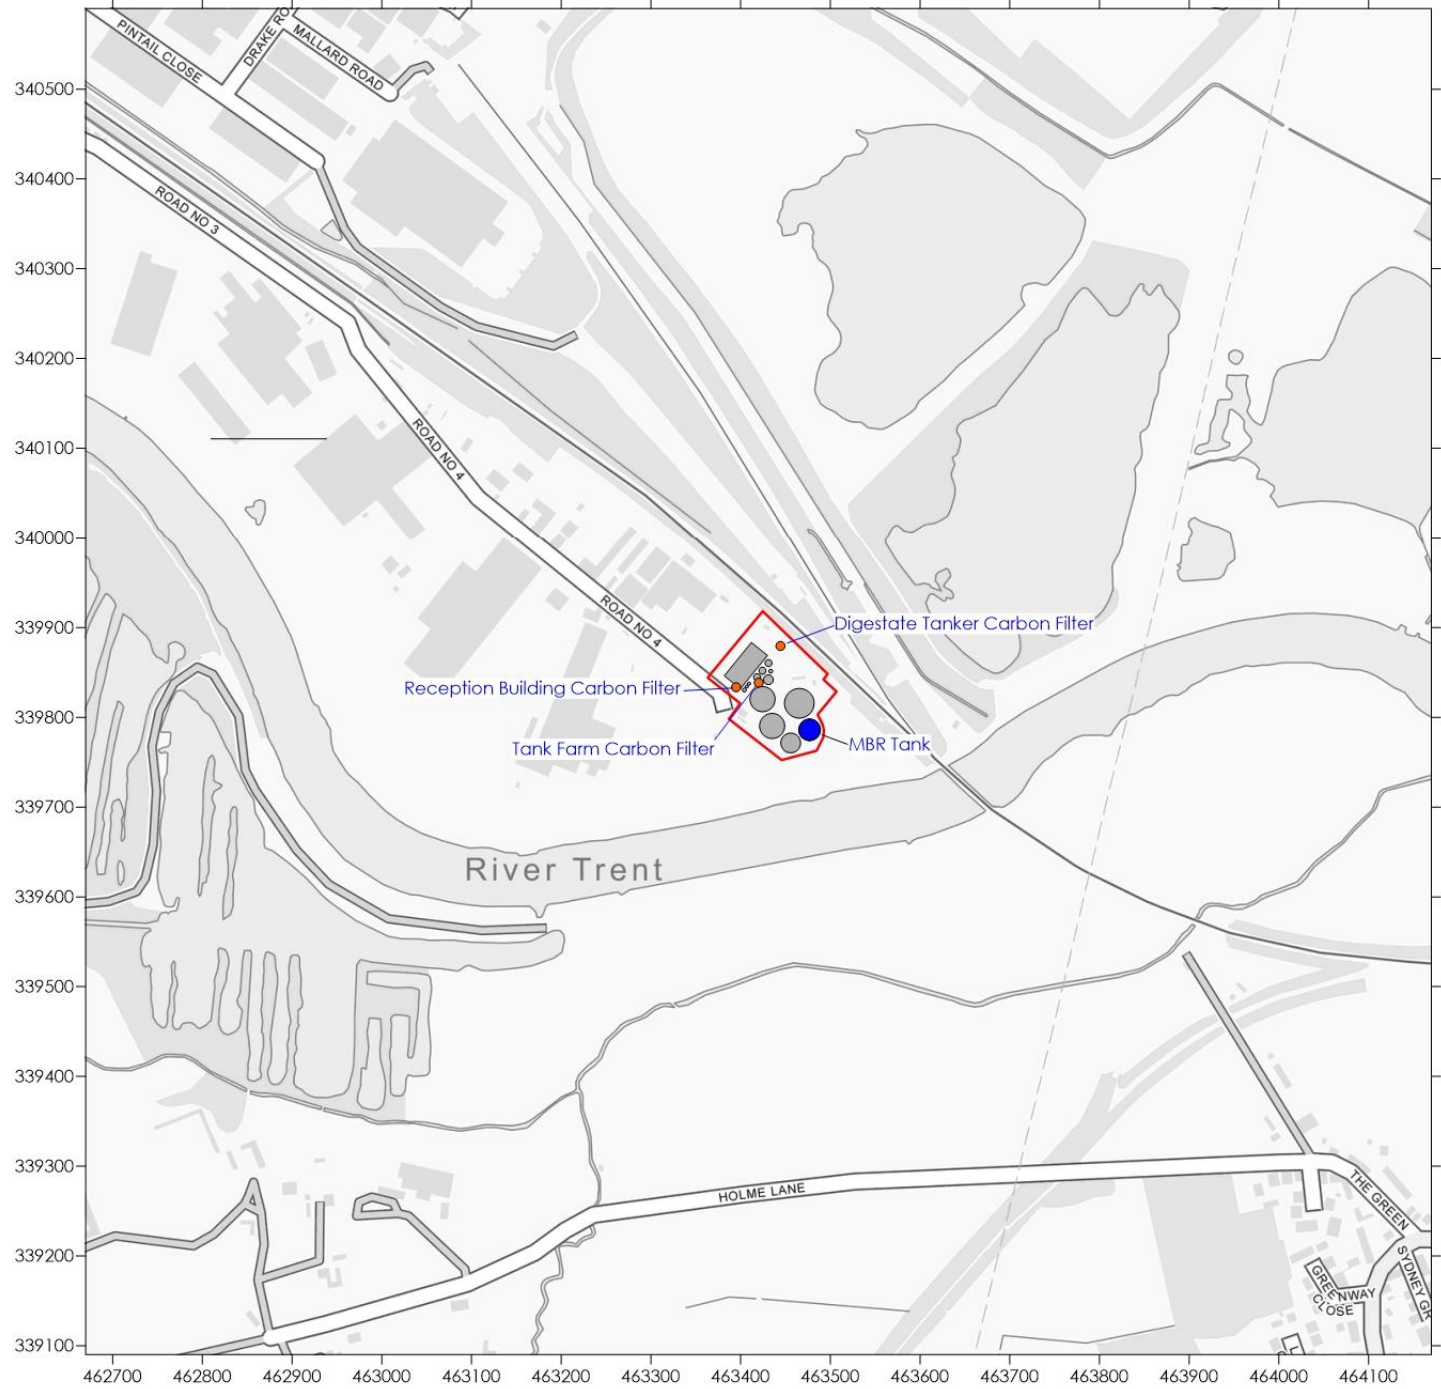 PINTAIL CLOSE
DRAKE RO
MALLARD ROAD
340500
340400
ROAD NO 3
340300
340200
340100
ROAD NO 4
340000
339900
ROAD NO 4
Digestate Tanker Carbon Filter
Reception Building Carbon Filter
339800
Tank Farm Carbon Filter
MBR Tank
339700
River Trent
339600
339500
339400
339300
HOLME LANE
THE GREEN
339200
SYDNEY GR
GREENWAY
CLOSE
339100
462700 462800 462900 463000 463100 463200 463300 463400 463500 463600 463700 463800 463900 464000 464100